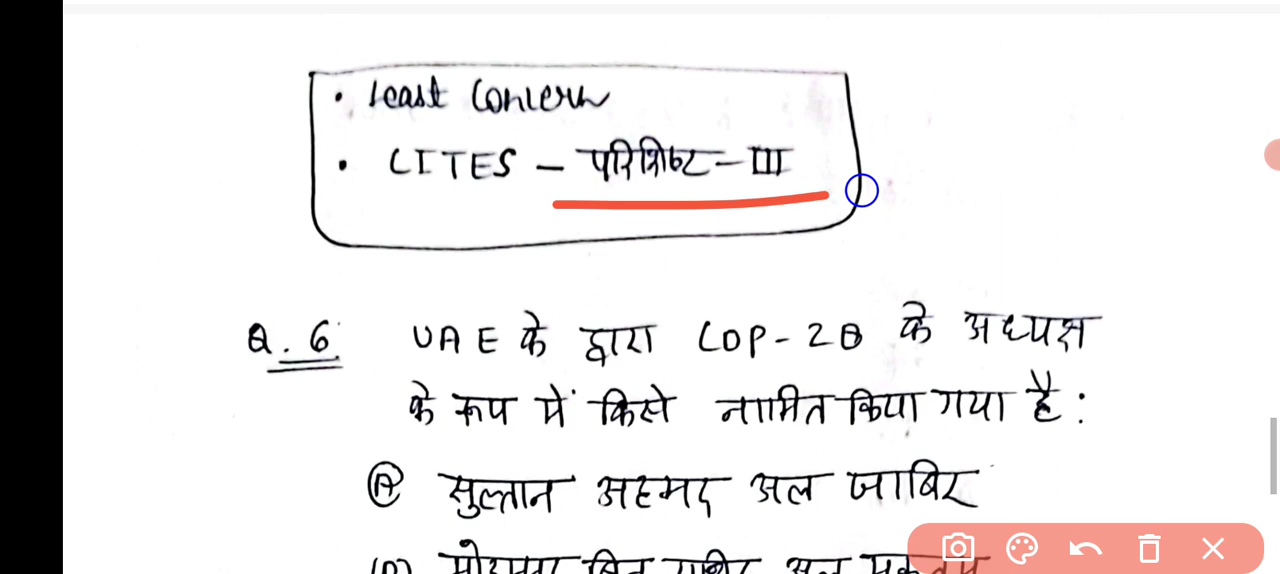 • Least Concern
• CITES – परिशिष्ट – III
Q. 6. UAE के द्वारा COP-28 के अध्यक्ष
के रूप में किसे नामित किया गया है :
(A) सुल्तान अहमद अल जाबिर